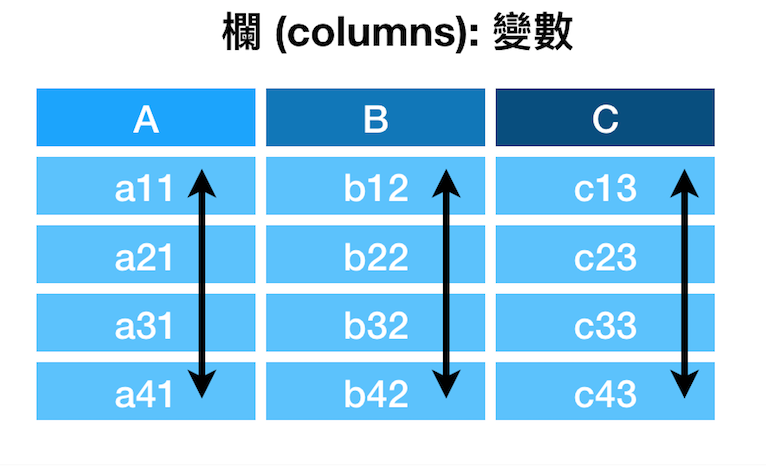 欄 (columns): 變數
A B C
a11 b12 c13
a21 b22 c23
a31 b32 c33
a41 b42 c43